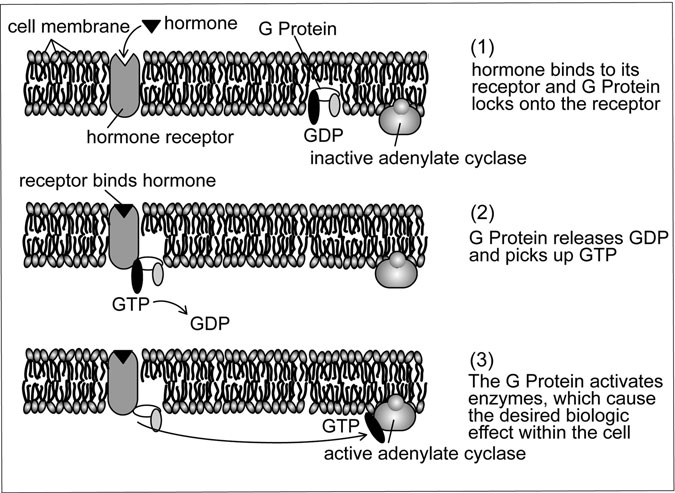 cell membrane
hormone
G Protein
hormone receptor
GDP
inactive adenylate cyclase
(1)
hormone binds to its
receptor and G Protein
locks onto the receptor
receptor binds hormone
GTP
GDP
(2)
G Protein releases GDP
and picks up GTP
GTP
active adenylate cyclase
(3)
The G Protein activates
enzymes, which cause
the desired biologic
effect within the cell